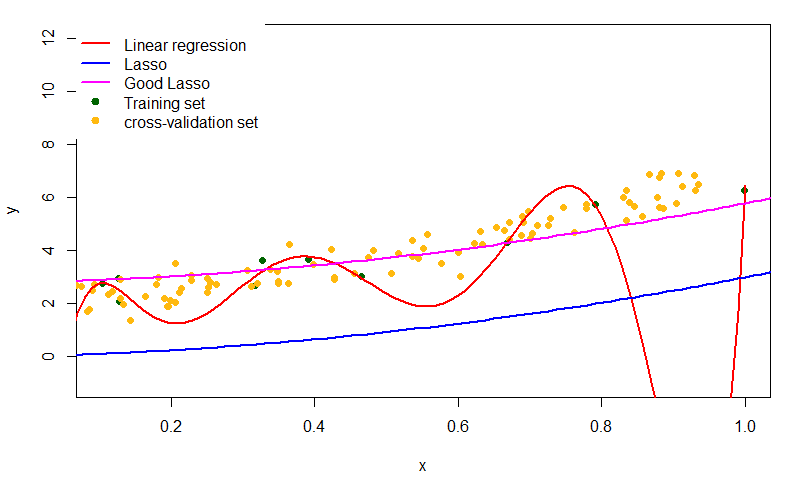 Linear regression
Lasso
Good Lasso
Training set
cross-validation set
12
10
8
6
4
2
0
y
0.2 0.4 0.6 0.8 1.0
x